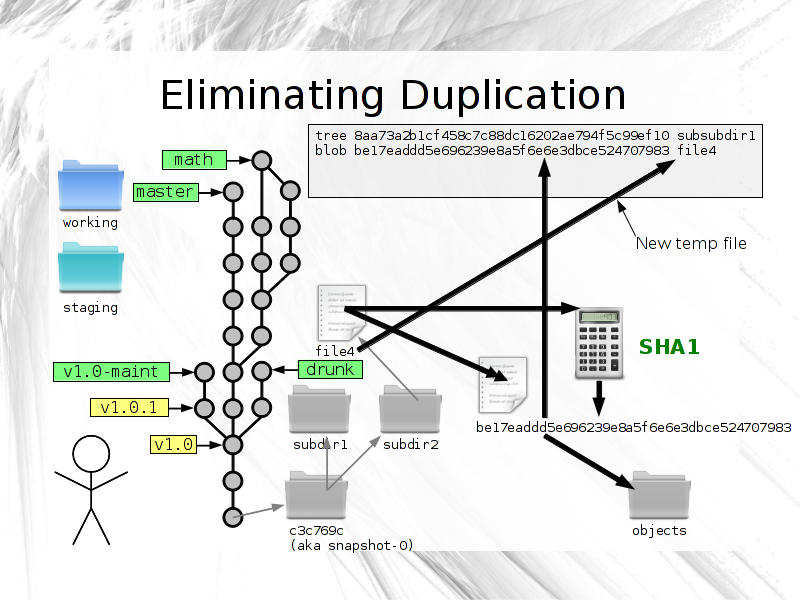 Eliminating Duplication
tree 8aa73a2b1cf458c7c88dc16202ae794f5c99ef10 subsubdir1
blob be17eaddd5e696239e8a5f6e6e3dbce524707983 file4
math
master
working
New temp file
staging
file4
SHA1
v1.0-maint
drunk
v1.0.1
be17eaddd5e696239e8a5f6e6e3dbce524707983
v1.0
subdir1
subdir2
c3c769c
(aka snapshot-0)
objects